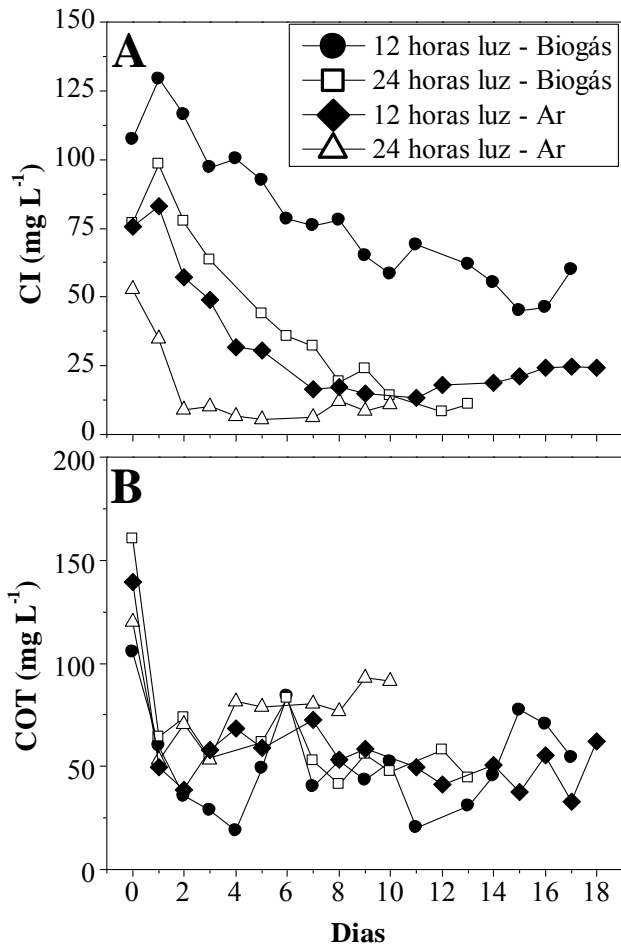 A
12 horas luz - Biogás
24 horas luz - Biogás
12 horas luz - Ar
24 horas luz - Ar
150
125
100
75
50
25
0
CI (mg L⁻¹)
B
200
150
100
50
0
COT (mg L⁻¹)
0 2 4 6 8 10 12 14 16 18
Dias